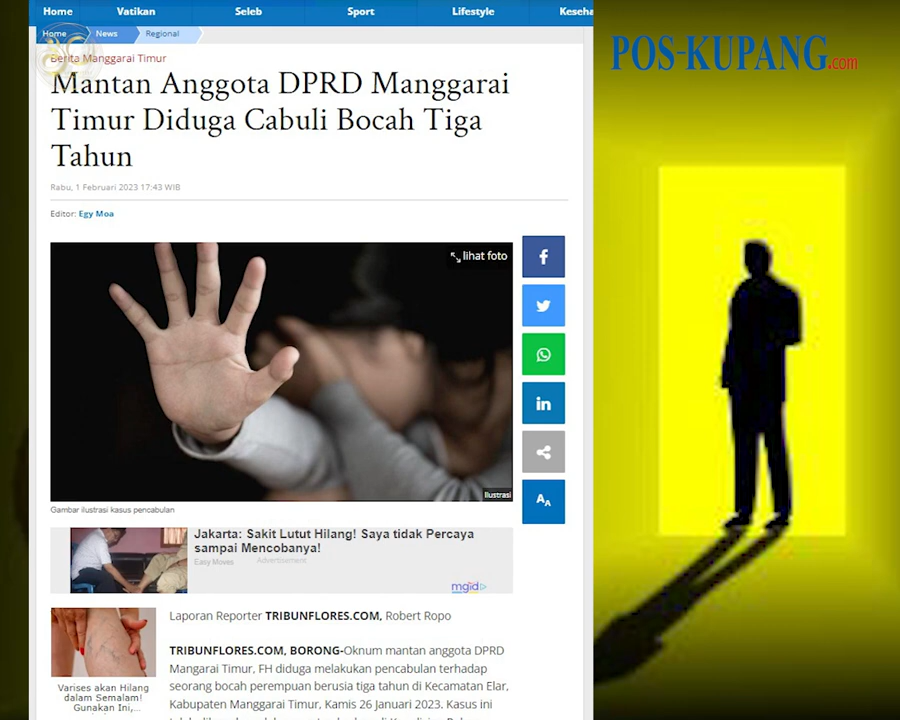 Home Vatikan Seleb Sport Lifestyle Keseha
Home News Regional
Berita Manggarai Timur
Mantan Anggota DPRD Manggarai
Timur Diduga Cabuli Bocah Tiga
Tahun
Rabu, 1 Februari 2023 17:43 WIB
Editor: Egy Moa
POS-KUPANG.com
lihat foto
Ilustrasi
Gambar ilustrasi kasus pencabulan
Jakarta: Sakit Lutut Hilang! Saya tidak Percaya
sampai Mencobanya!
Easy Moves Advertisement
mgid
Laporan Reporter TRIBUNFLORES.COM, Robert Ropo
TRIBUNFLORES.COM, BORONG-Oknum mantan anggota DPRD
Mangarai Timur, FH diduga melakukan pencabulan terhadap
seorang bocah perempuan berusia tiga tahun di Kecamatan Elar,
Kabupaten Manggarai Timur, Kamis 26 Januari 2023. Kasus ini
Varises akan Hilang
dalam Semalam!
Gunakan Ini,...